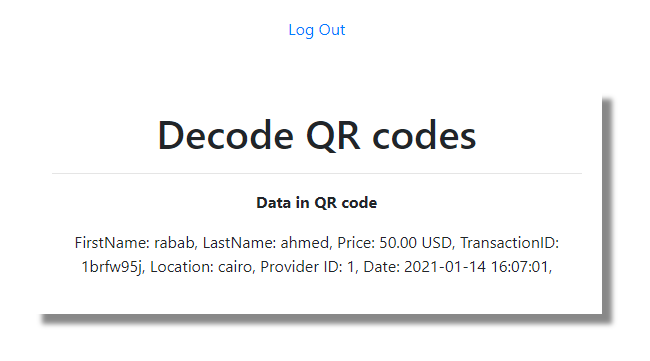 Log Out
Decode QR codes
Data in QR code
FirstName: rabab, LastName: ahmed, Price: 50.00 USD, TransactionID:
1brfw95j, Location: cairo, Provider ID: 1, Date: 2021-01-14 16:07:01,